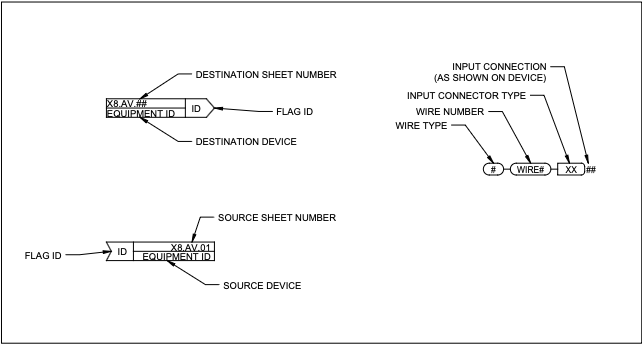 DESTINATION SHEET NUMBER
X8.AV.##
ID
EQUIPMENT ID
FLAG ID
DESTINATION DEVICE
INPUT CONNECTION
(AS SHOWN ON DEVICE)
INPUT CONNECTOR TYPE
WIRE NUMBER
WIRE TYPE
# WIRE# XX ##
SOURCE SHEET NUMBER
ID
X8.AV.01
EQUIPMENT ID
FLAG ID
SOURCE DEVICE